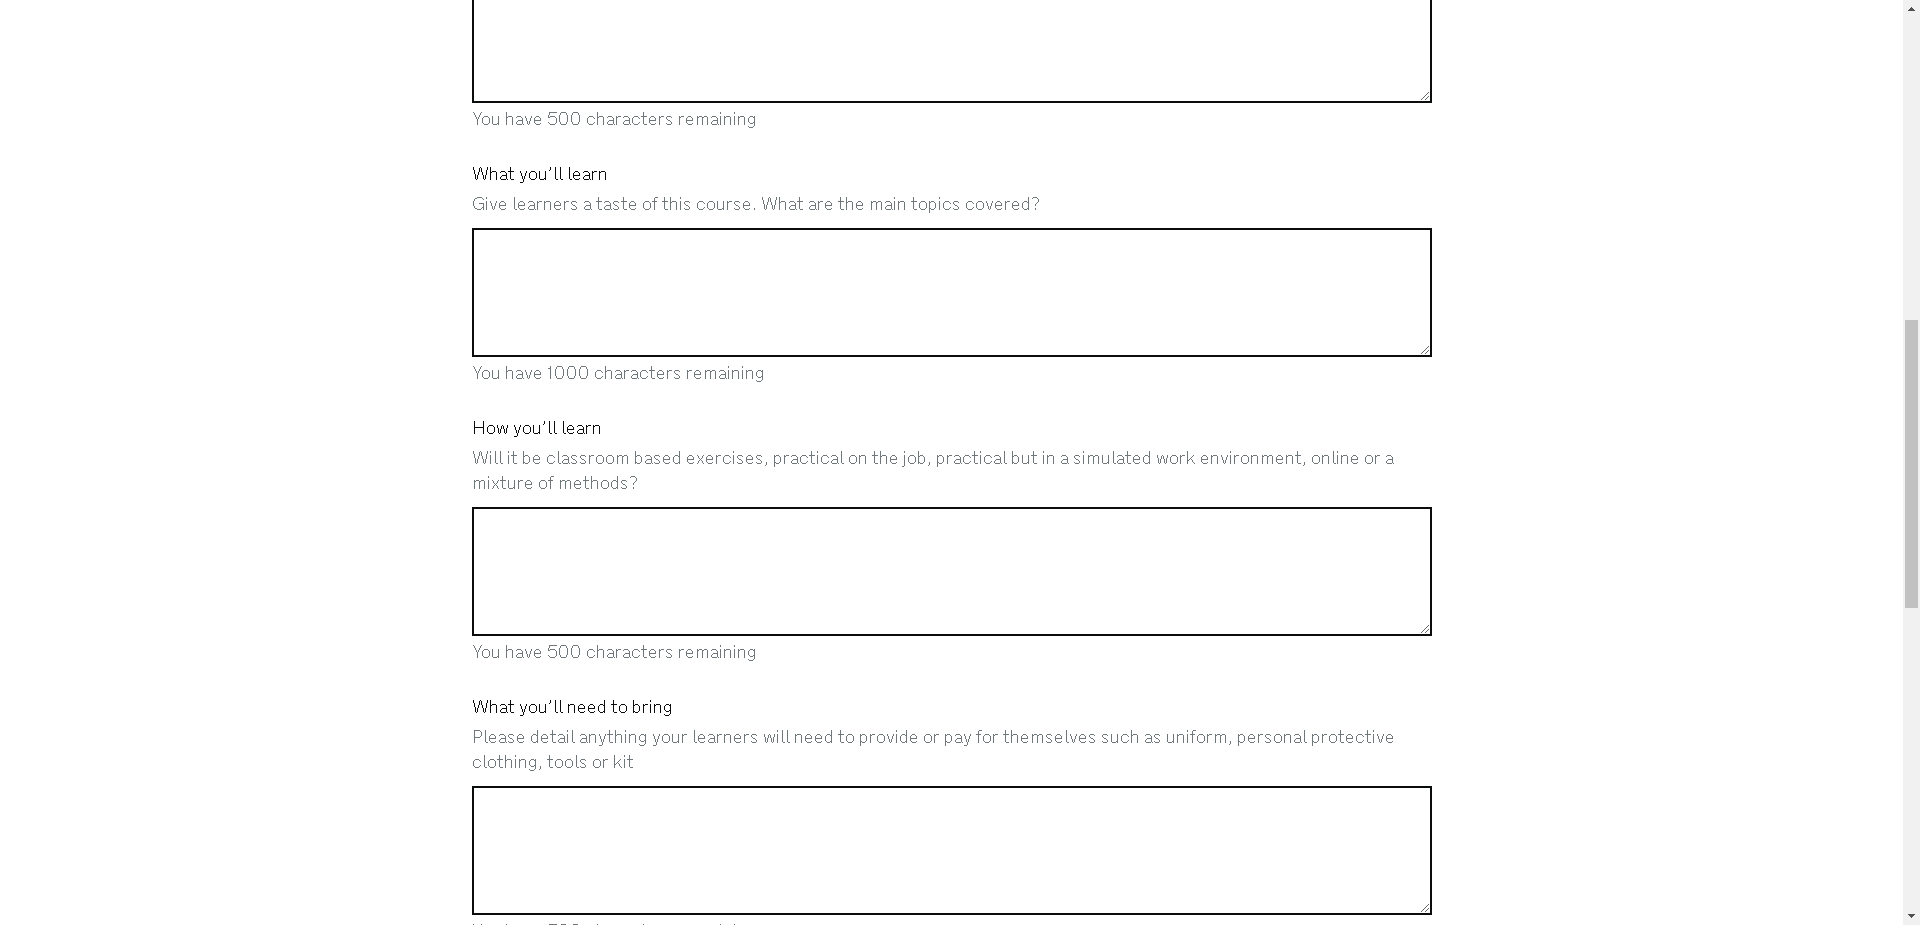 You have 500 characters remaining
What you’ll learn
Give learners a taste of this course. What are the main topics covered?
You have 1000 characters remaining
How you’ll learn
Will it be classroom based exercises, practical on the job, practical but in a simulated work environment, online or a
mixture of methods?
You have 500 characters remaining
What you’ll need to bring
Please detail anything your learners will need to provide or pay for themselves such as uniform, personal protective
clothing, tools or kit